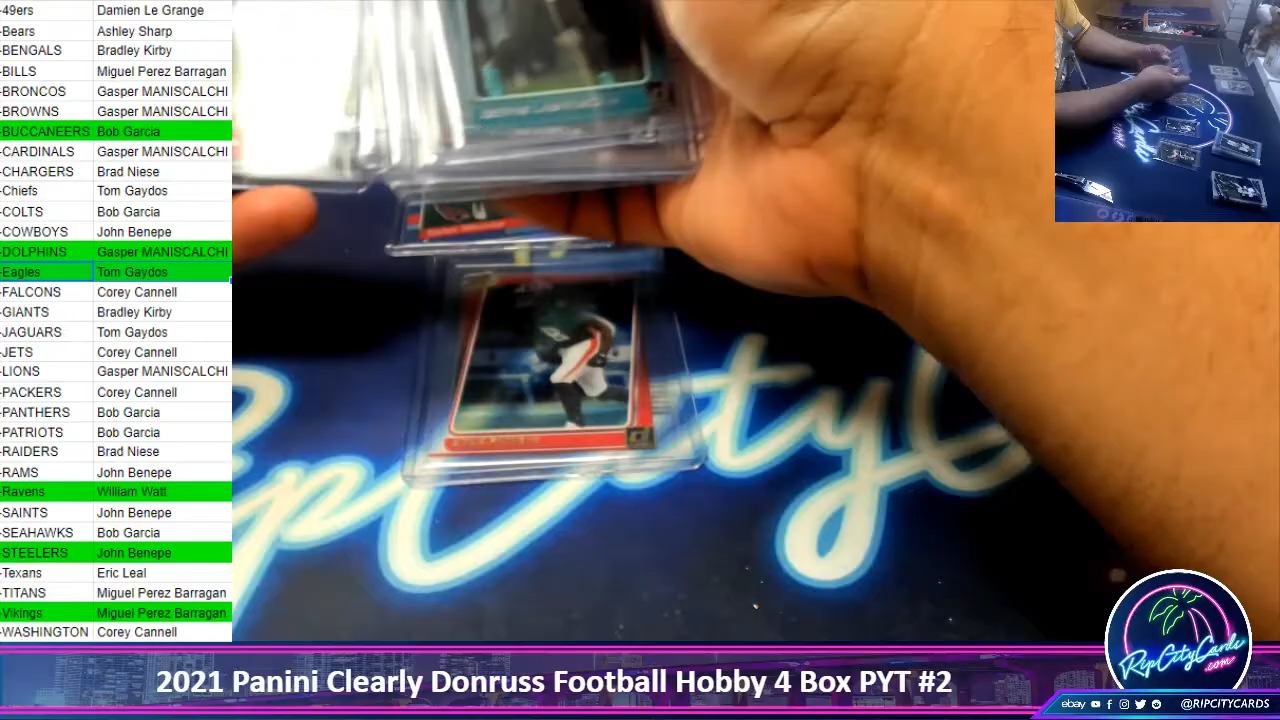 -49ers Damien Le Grange
-Bears Ashley Sharp
-BENGALS Bradley Kirby
-BILLS Miguel Perez Barragan
-BRONCOS Gasper MANISCALCHI
-BROWNS Gasper MANISCALCHI
-BUCCANEERS Bob Garcia
-CARDINALS Gasper MANISCALCHI
-CHARGERS Brad Niese
-Chiefs Tom Gaydos
-COLTS Bob Garcia
-COWBOYS John Benepe
-DOLPHINS Gasper MANISCALCHI
-Eagles Tom Gaydos
-FALCONS Corey Cannell
-GIANTS Bradley Kirby
-JAGUARS Tom Gaydos
-JETS Corey Cannell
-LIONS Gasper MANISCALCHI
-PACKERS Corey Cannell
-PANTHERS Bob Garcia
-PATRIOTS Bob Garcia
-RAIDERS Brad Niese
-RAMS John Benepe
-Ravens William Watt
-SAINTS John Benepe
-SEAHAWKS Bob Garcia
-STEELERS John Benepe
-Texans Eric Leal
-TITANS Miguel Perez Barragan
-Vikings Miguel Perez Barragan
-WASHINGTON Corey Cannell
Rip City C
2021 Panini Clearly Donruss Football Hobby 4 Box PYT #2
RipCityCards
.com
ebay @RIPCITYCARDS